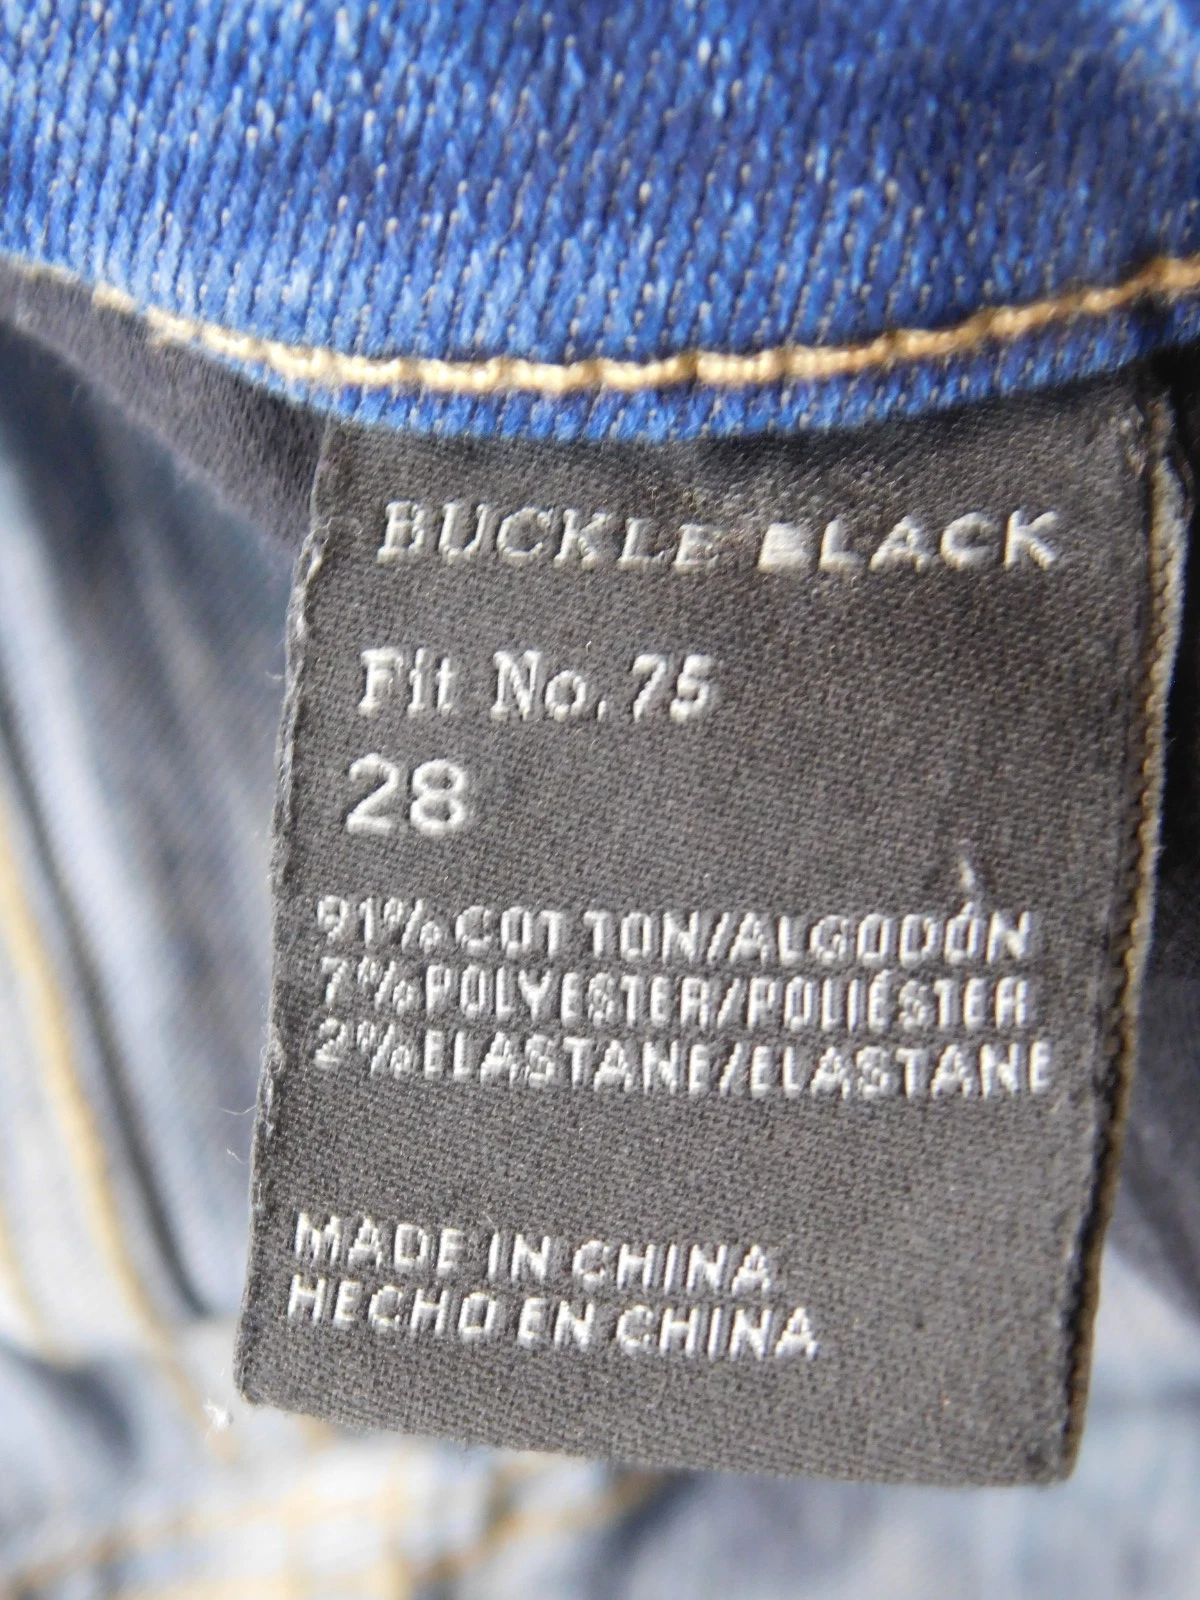 BUCKLE BLACK
Fit No. 75
28
91% COTTON/ALGODÓN
7% POLYESTER/POLIÉSTER
2% ELASTANE/ELASTANE
MADE IN CHINA
HECHO EN CHINA